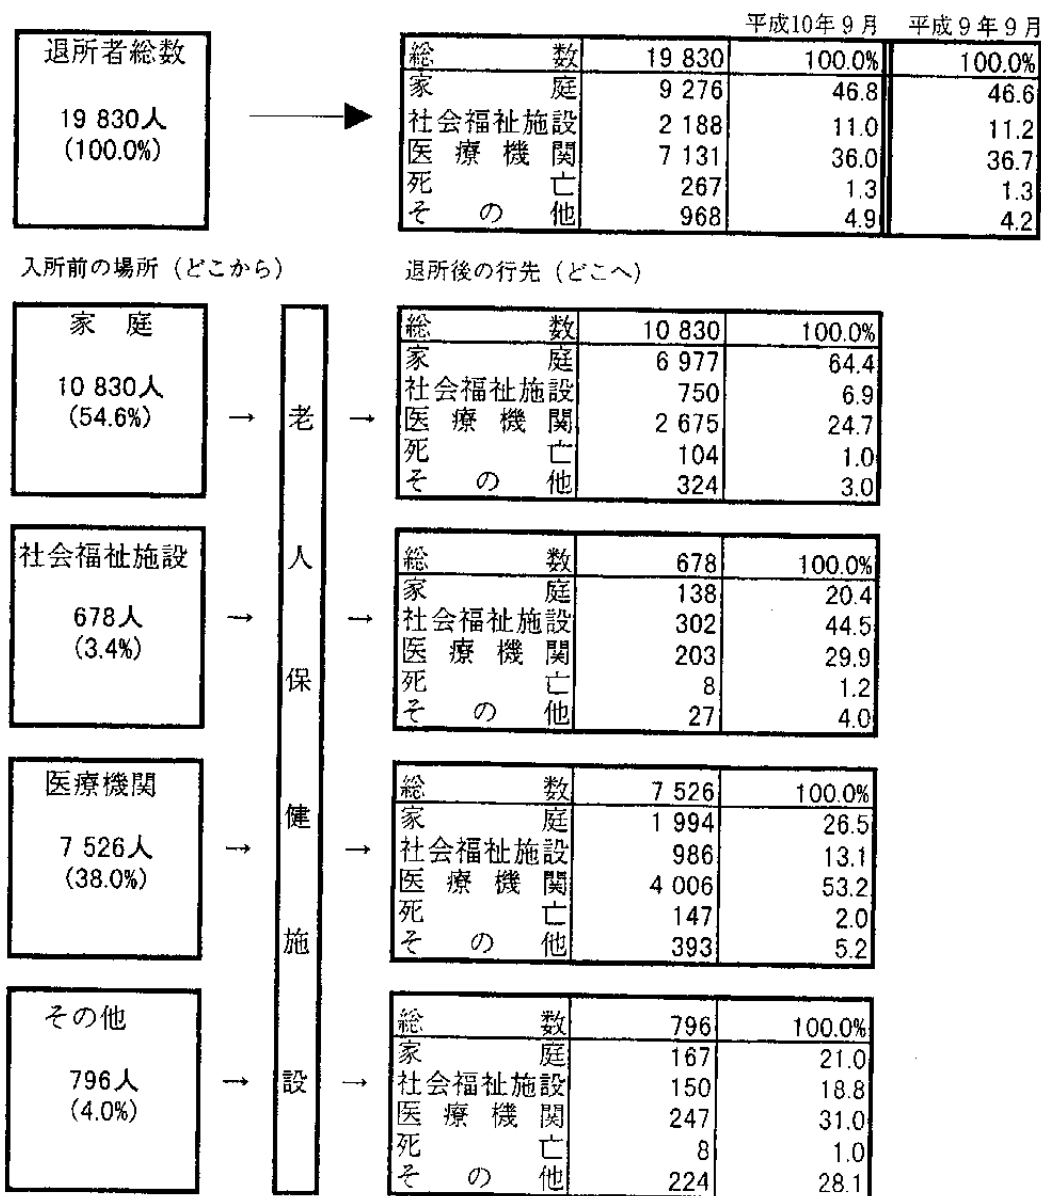 平成10年9月 平成9年9月
退所者総数
19 830人
(100.0%)
総数 19 830 100.0% 100.0%
家庭 9 276 46.8 46.6
社会福祉施設 2 188 11.0 11.2
医療機関 7 131 36.0 36.7
死亡 267 1.3 1.3
その他 968 4.9 4.2
入所前の場所(どこから) 退所後の行先(どこへ)
老人保健施設
家庭
10 830人
(54.6%)
→ →
総数 10 830 100.0%
家庭 6 977 64.4
社会福祉施設 750 6.9
医療機関 2 675 24.7
死亡 104 1.0
その他 324 3.0
社会福祉施設
678人
(3.4%)
→ →
総数 678 100.0%
家庭 138 20.4
社会福祉施設 302 44.5
医療機関 203 29.9
死亡 8 1.2
その他 27 4.0
医療機関
7 526人
(38.0%)
→ →
総数 7 526 100.0%
家庭 1 994 26.5
社会福祉施設 986 13.1
医療機関 4 006 53.2
死亡 147 2.0
その他 393 5.2
その他
796人
(4.0%)
→ →
総数 796 100.0%
家庭 167 21.0
社会福祉施設 150 18.8
医療機関 247 31.0
死亡 8 1.0
その他 224 28.1